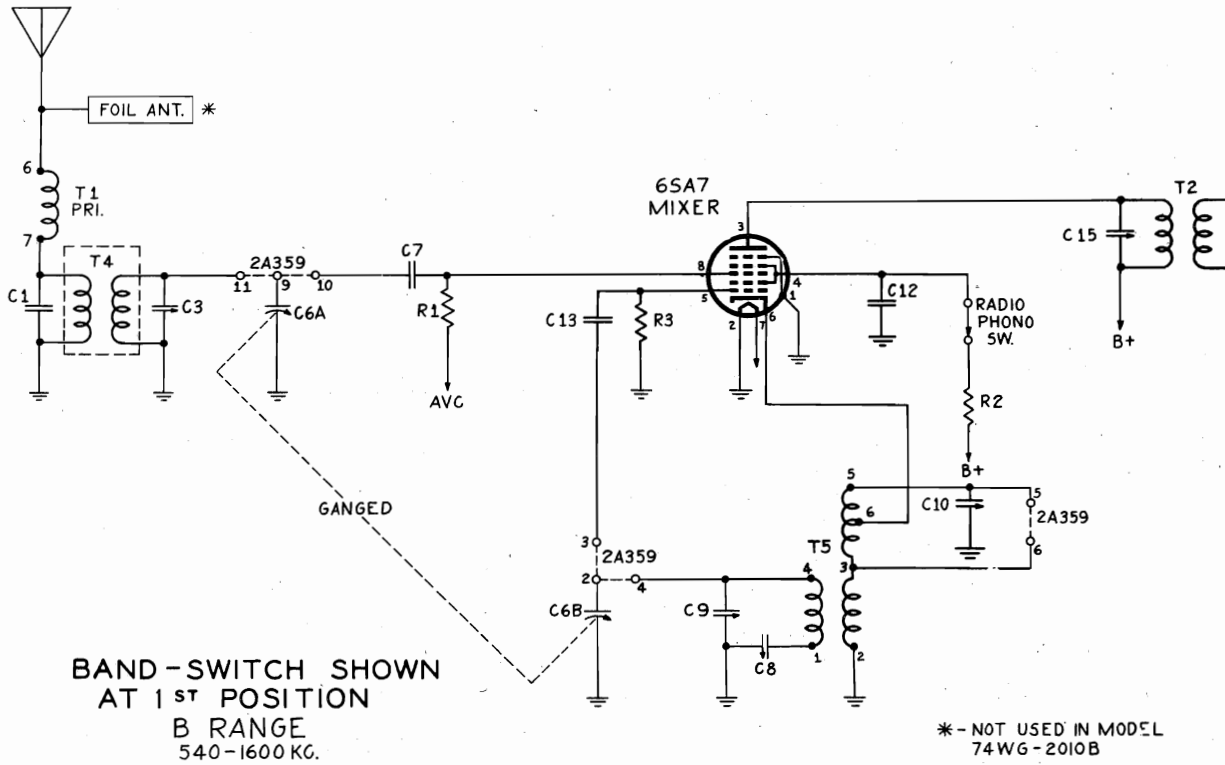 FOIL ANT. *
6
T1
PRI.
7
T4
C1
C3
11
2A359
9
10
C6A
C7
R1
AVC
6SA7
MIXER
3
8
5
4
1
2
7
6
C13
R3
C12
RADIO
PHONO
SW.
R2
B+
C15
T2
B+
GANGED
3
2A359
2
4
C6B
C9
C8
T5
4
1
5
6
3
2
C10
5
2A359
6
BAND-SWITCH SHOWN
AT 1ST POSITION
B RANGE
540-1600 KC.
*-NOT USED IN MODEL
74WG-2010B